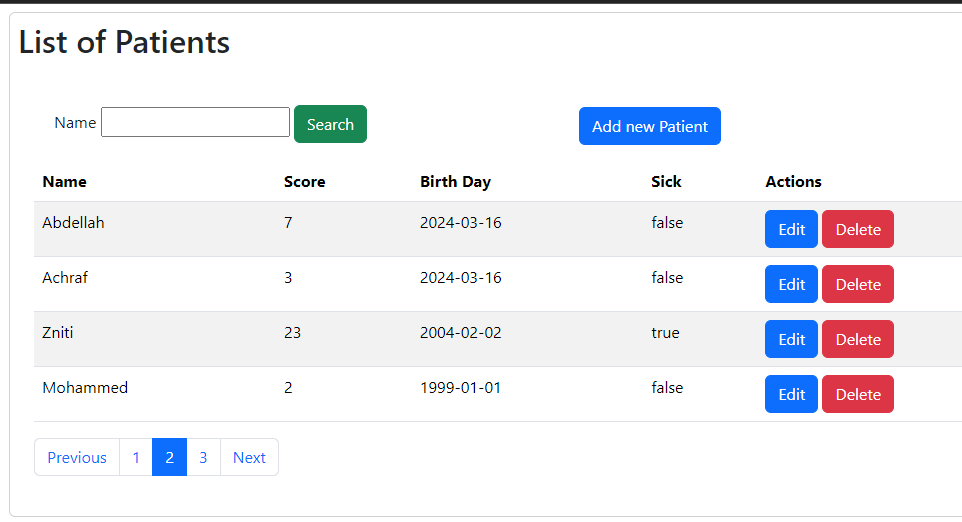 List of Patients
Name Search Add new Patient
Name Score Birth Day Sick Actions
Abdellah 7 2024-03-16 false Edit Delete
Achraf 3 2024-03-16 false Edit Delete
Zniti 23 2004-02-02 true Edit Delete
Mohammed 2 1999-01-01 false Edit Delete
Previous 1 2 3 Next